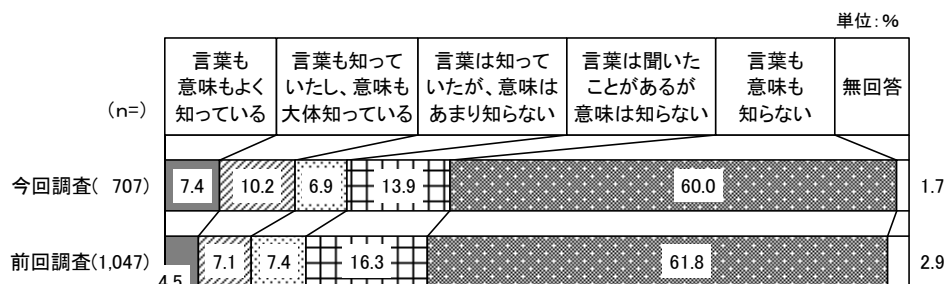 単位：％
言葉も
意味もよく
知っている
言葉も知って
いたし、意味も
大体知っている
言葉は知って
いたが、意味は
あまり知らない
言葉は聞いた
ことがあるが
意味は知らない
言葉も
意味も
知らない
無回答
(n=)
今回調査( 707) 7.4 10.2 6.9 13.9 60.0 1.7
前回調査(1,047) 4.5 7.1 7.4 16.3 61.8 2.9